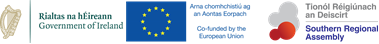 Rialtas na hÉireann
Government of Ireland
Arna chomhchistiú ag
an Aontas Eorpach
Co-funded by the
European Union
Tionól Réigiúnach
an Deiscirt
Southern Regional
Assembly